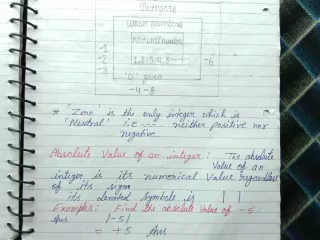 Integers
whole numbers
Natural number
-1
-2
-3
1,2,3,4,5----
-6
'0' zero
-4 -5
* 'Zero' is the only integer which is
'Neutral' i.e --- neither positive nor
negative.
Absolute Value of an integer: The absolute
Value of an
integer is its numerical value regardless
of its sign
its denoted symbols is | |
Examples: Find the absolute Value of -5
Ans |-5|
= +5 Ans